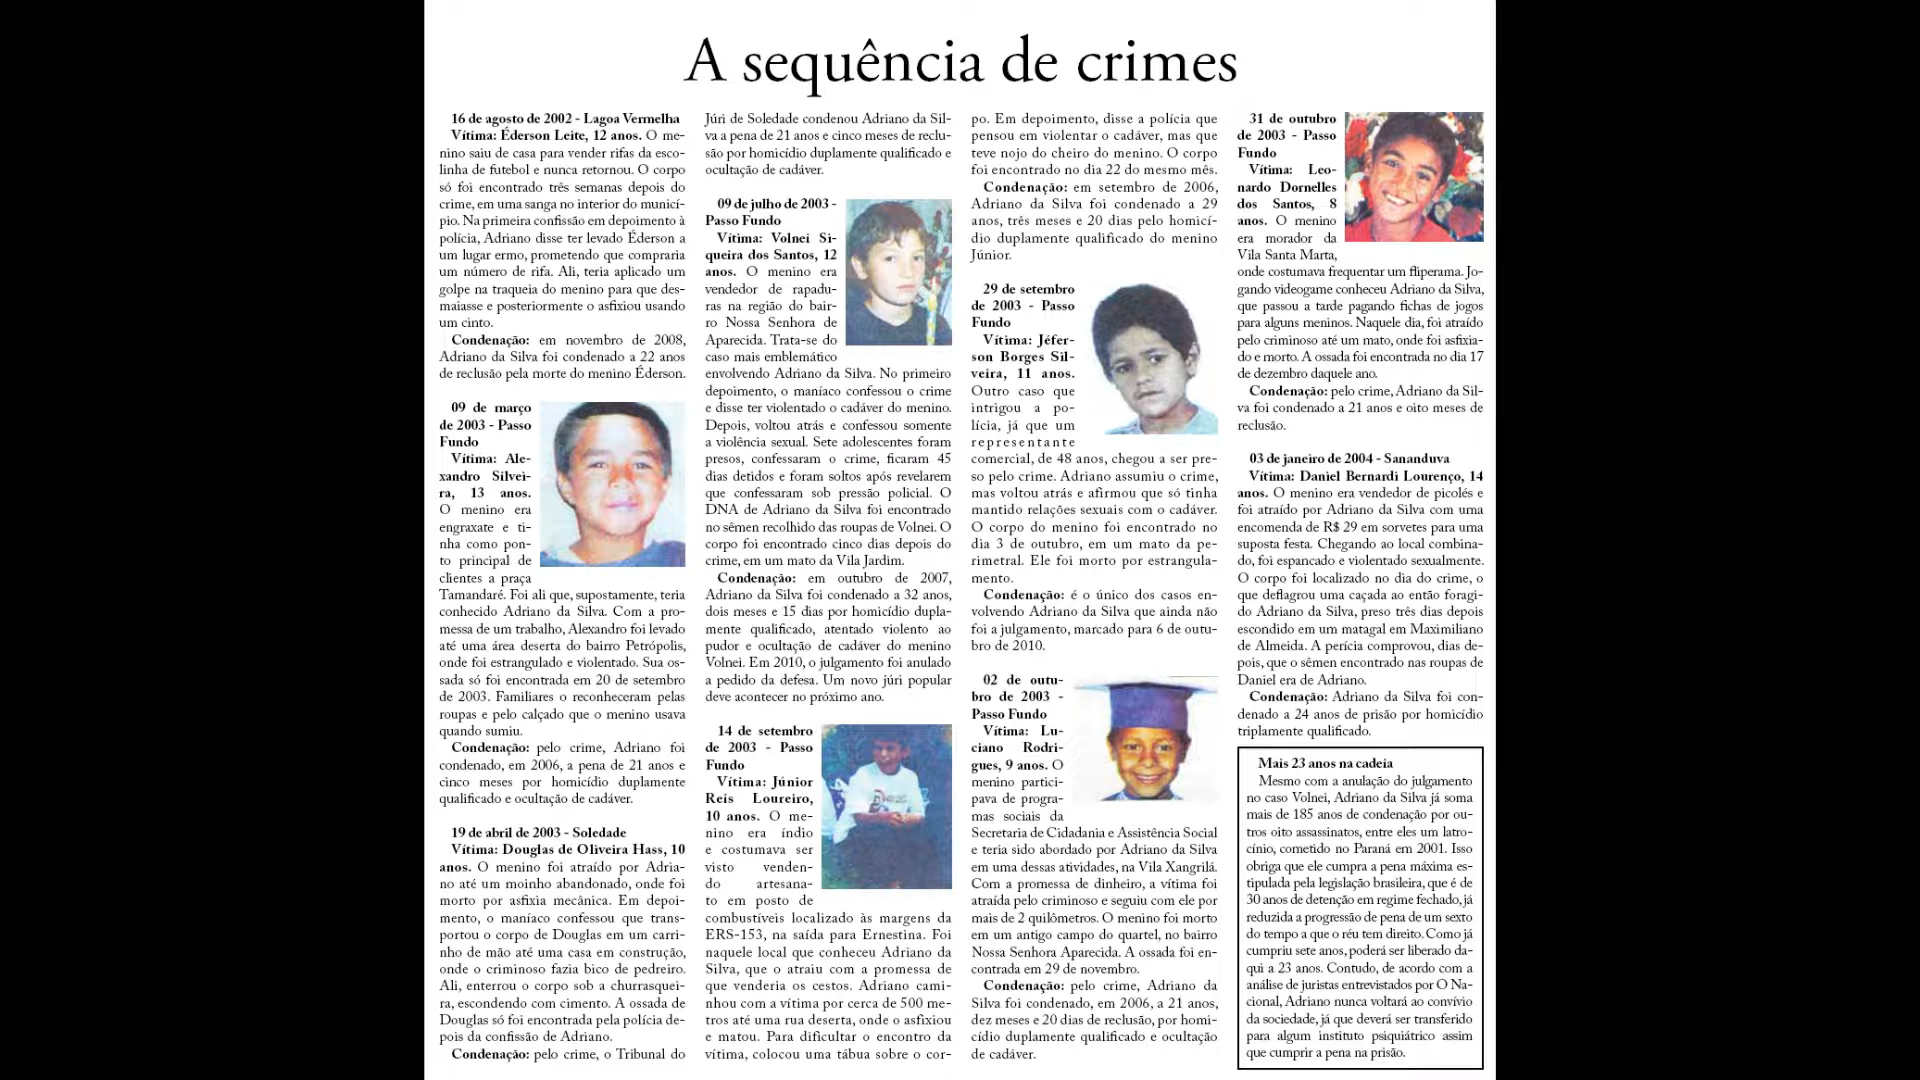 A sequência de crimes
16 de agosto de 2002 - Lagoa Vermelha
Vítima: Éderson Leite, 12 anos. O me-
nino saiu de casa para vender rifas da esco-
linha de futebol e nunca retornou. O corpo
só foi encontrado três semanas depois do
crime, em uma sanga no interior do municí-
pio. Na primeira confissão em depoimento à
polícia, Adriano disse ter levado Éderson a
um lugar ermo, prometendo que compraria
um número de rifa. Ali, teria aplicado um
golpe na traqueia do menino para que des-
maiasse e posteriormente o asfixiou usando
um cinto.
Condenação: em novembro de 2008,
Adriano da Silva foi condenado a 22 anos
de reclusão pela morte do menino Éderson.
09 de março
de 2003 - Passo
Fundo
Vítima: Ale-
xandro Silvei-
ra, 13 anos.
O menino era
engraxate e ti-
nha como pon-
to principal de
clientes a praça
Tamandaré. Foi ali que, supostamente, teria
conhecido Adriano da Silva. Com a pro-
messa de um trabalho, Alexandro foi levado
até uma área deserta do bairro Petrópolis,
onde foi estrangulado e violentado. Sua os-
sada só foi encontrada em 20 de setembro
de 2003. Familiares o reconheceram pelas
roupas e pelo calçado que o menino usava
quando sumiu.
Condenação: pelo crime, Adriano foi
condenado, em 2006, a pena de 21 anos e
cinco meses por homicídio duplamente
qualificado e ocultação de cadáver.
19 de abril de 2003 - Soledade
Vítima: Douglas de Oliveira Hass, 10
anos. O menino foi atraído por Adria-
no até um moinho abandonado, onde foi
morto por asfixia mecânica. Em depoi-
mento, o maníaco confessou que trans-
portou o corpo de Douglas em um carri-
nho de mão até uma casa em construção,
onde o criminoso fazia bico de pedreiro.
Ali, enterrou o corpo sob a churrasquei-
ra, escondendo com cimento. A ossada de
Douglas só foi encontrada pela polícia de-
pois da confissão de Adriano.
Condenação: pelo crime, o Tribunal do
Júri de Soledade condenou Adriano da Sil-
va a pena de 21 anos e cinco meses de reclu-
são por homicídio duplamente qualificado e
ocultação de cadáver.
09 de julho de 2003 -
Passo Fundo
Vítima: Volnei Si-
queira dos Santos, 12
anos. O menino era
vendedor de rapadu-
ras na região do bair-
ro Nossa Senhora de
Aparecida. Trata-se do
caso mais emblemático
envolvendo Adriano da Silva. No primeiro
depoimento, o maníaco confessou o crime
e disse ter violentado o cadáver do menino.
Depois, voltou atrás e confessou somente
a violência sexual. Sete adolescentes foram
presos, confessaram o crime, ficaram 45
dias detidos e foram soltos após revelarem
que confessaram sob pressão policial. O
DNA de Adriano da Silva foi encontrado
no sêmen recolhido das roupas de Volnei. O
corpo foi encontrado cinco dias depois do
crime, em um mato da Vila Jardim.
Condenação: em outubro de 2007,
Adriano da Silva foi condenado a 32 anos,
dois meses e 15 dias por homicídio dupla-
mente qualificado, atentado violento ao
pudor e ocultação de cadáver do menino
Volnei. Em 2010, o julgamento foi anulado
a pedido da defesa. Um novo júri popular
deve acontecer no próximo ano.
14 de setembro
de 2003 - Passo
Fundo
Vítima: Júnior
Reis Loureiro,
10 anos. O me-
nino era índio
e costumava ser
visto venden-
do artesana-
to em posto de
combustíveis localizado às margens da
ERS-153, na saída para Ernestina. Foi
naquele local que conheceu Adriano da
Silva, que o atraiu com a promessa de
que venderia os cestos. Adriano cami-
nhou com a vítima por cerca de 500 me-
tros até uma rua deserta, onde o asfixiou
e matou. Para dificultar o encontro da
vítima, colocou uma tábua sobre o cor-
po. Em depoimento, disse a polícia que
pensou em violentar o cadáver, mas que
teve nojo do cheiro do menino. O corpo
foi encontrado no dia 22 do mesmo mês.
Condenação: em setembro de 2006,
Adriano da Silva foi condenado a 29
anos, três meses e 20 dias pelo homicí-
dio duplamente qualificado do menino
Júnior.
29 de setembro
de 2003 - Passo
Fundo
Vítima: Jéfer-
son Borges Sil-
veira, 11 anos.
Outro caso que
intrigou a po-
lícia, já que um
representante
comercial, de 48 anos, chegou a ser pre-
so pelo crime. Adriano assumiu o crime,
mas voltou atrás e afirmou que só tinha
mantido relações sexuais com o cadáver.
O corpo do menino foi encontrado no
dia 3 de outubro, em um mato da pe-
rimetral. Ele foi morto por estrangula-
mento.
Condenação: é o único dos casos en-
volvendo Adriano da Silva que ainda não
foi a julgamento, marcado para 6 de outu-
bro de 2010.
02 de outu-
bro de 2003 -
Passo Fundo
Vítima: Lu-
ciano Rodri-
gues, 9 anos. O
menino partici-
pava de progra-
mas sociais da
Secretaria de Cidadania e Assistência Social
e teria sido abordado por Adriano da Silva
em uma dessas atividades, na Vila Xangrilá.
Com a promessa de dinheiro, a vítima foi
atraída pelo criminoso e seguiu com ele por
mais de 2 quilômetros. O menino foi morto
em um antigo campo do quartel, no bairro
Nossa Senhora Aparecida. A ossada foi en-
contrada em 29 de novembro.
Condenação: pelo crime, Adriano da
Silva foi condenado, em 2006, a 21 anos,
dez meses e 20 dias de reclusão, por homi-
cídio duplamente qualificado e ocultação
de cadáver.
31 de outubro
de 2003 - Passo
Fundo
Vítima: Leo-
nardo Dornelles
dos Santos, 8
anos. O menino
era morador da
Vila Santa Marta,
onde costumava frequentar um fliperama. Jo-
gando videogame conheceu Adriano da Silva,
que passou a tarde pagando fichas de jogos
para alguns meninos. Naquele dia, foi atraído
pelo criminoso até um mato, onde foi asfixia-
do e morto. A ossada foi encontrada no dia 17
de dezembro daquele ano.
Condenação: pelo crime, Adriano da Sil-
va foi condenado a 21 anos e oito meses de
reclusão.
03 de janeiro de 2004 - Sananduva
Vítima: Daniel Bernardi Lourenço, 14
anos. O menino era vendedor de picolés e
foi atraído por Adriano da Silva com uma
encomenda de R$ 29 em sorvetes para uma
suposta festa. Chegando ao local combina-
do, foi espancado e violentado sexualmente.
O corpo foi localizado no dia do crime, o
que deflagrou uma caçada ao então foragi-
do Adriano da Silva, preso três dias depois
escondido em um matagal em Maximiliano
de Almeida. A perícia comprovou, dias de-
pois, que o sêmen encontrado nas roupas de
Daniel era de Adriano.
Condenação: Adriano da Silva foi con-
denado a 24 anos de prisão por homicídio
triplamente qualificado.
Mais 23 anos na cadeia
Mesmo com a anulação do julgamento
no caso Volnei, Adriano da Silva já soma
mais de 185 anos de condenação por ou-
tros oito assassinatos, entre eles um latro-
cínio, cometido no Paraná em 2001. Isso
obriga que ele cumpra a pena máxima es-
tipulada pela legislação brasileira, que é de
30 anos de detenção em regime fechado, já
reduzida a progressão de pena de um sexto
do tempo a que o réu tem direito. Como já
cumpriu sete anos, poderá ser liberado da-
qui a 23 anos. Contudo, de acordo com a
análise de juristas entrevistados por O Na-
cional, Adriano nunca voltará ao convívio
da sociedade, já que deverá ser transferido
para algum instituto psiquiátrico assim
que cumprir a pena na prisão.